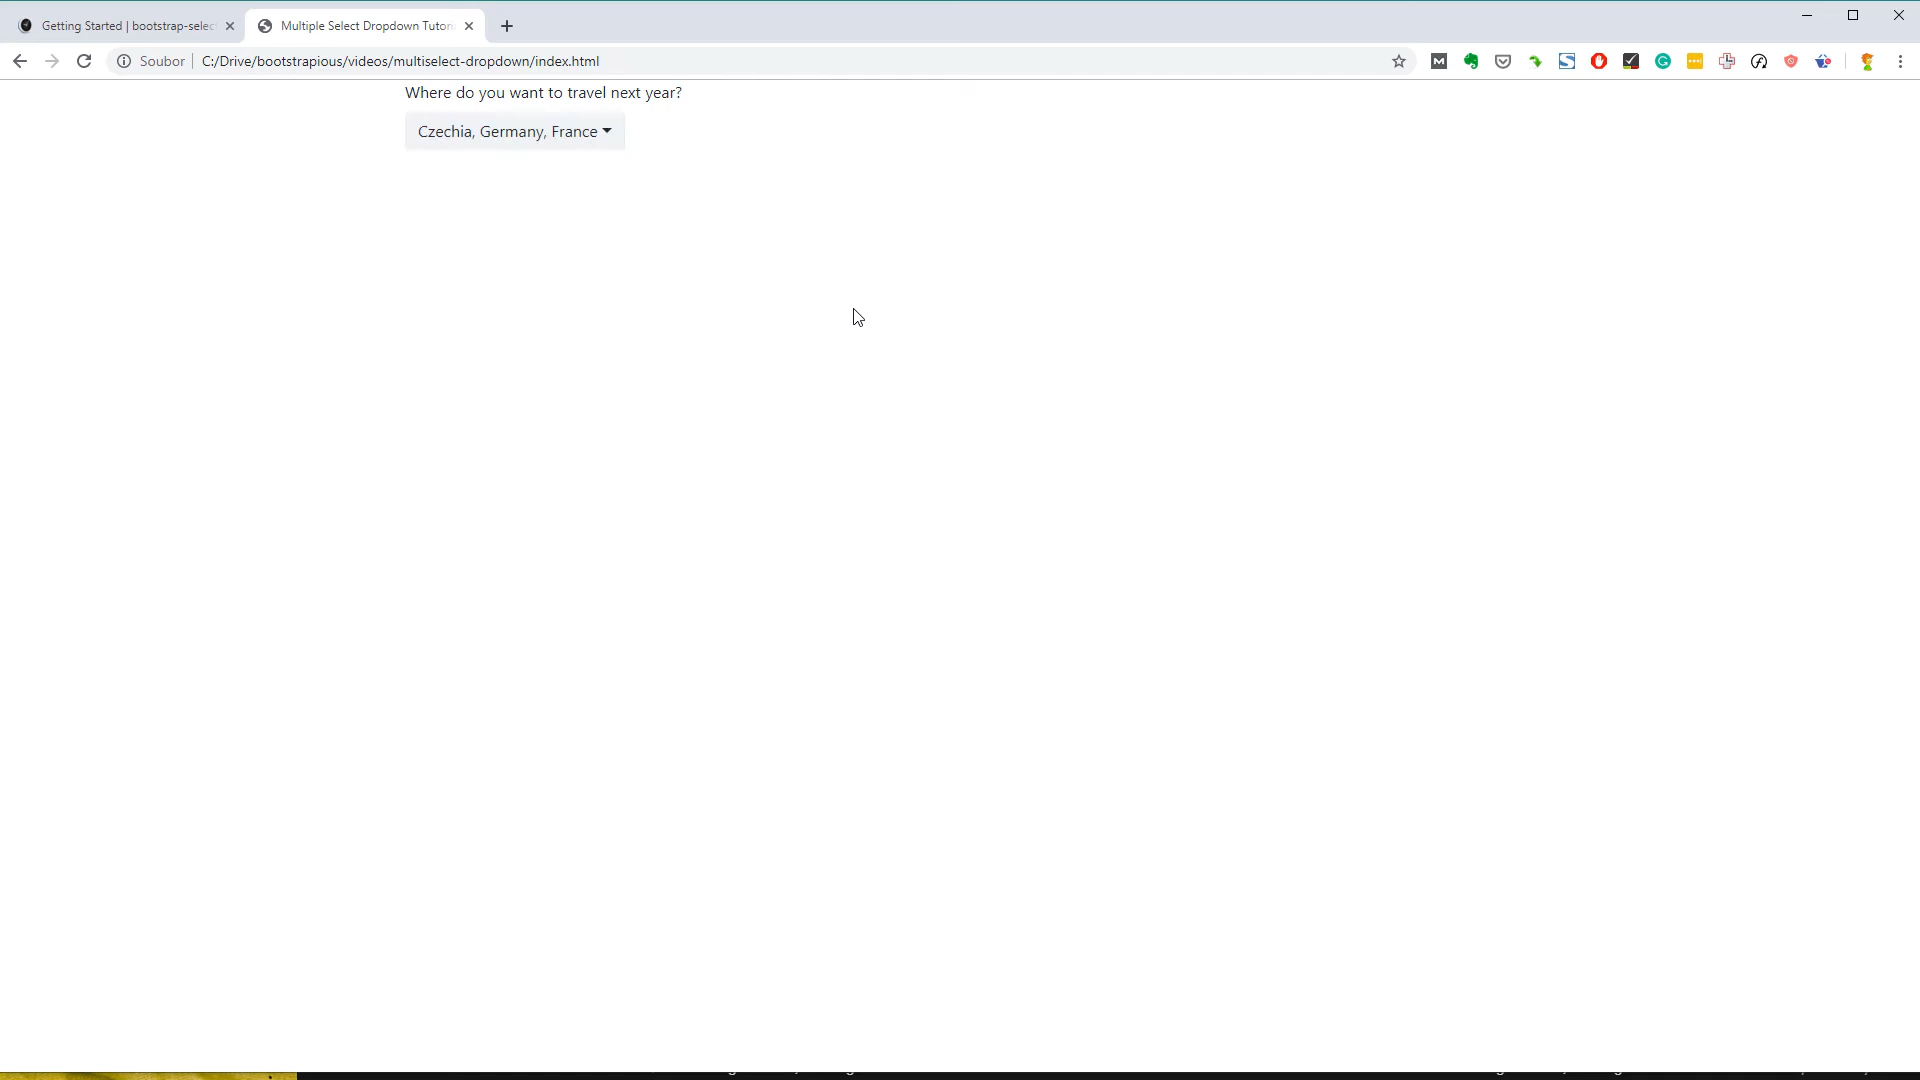 Getting Started | bootstrap-selec
Multiple Select Dropdown Tutor
Soubor
C:/Drive/bootstrapious/videos/multiselect-dropdown/index.html
Where do you want to travel next year?
Czechia, Germany, France